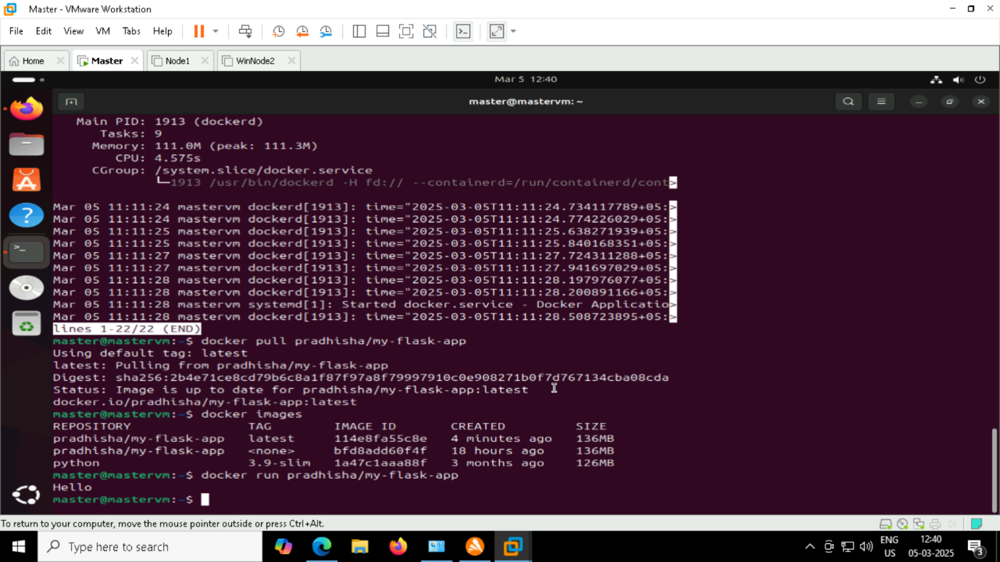 Master - VMware Workstation
File Edit View VM Tabs Help
Home Master Node1 WinNode2
Mar 5 12:40
master@mastervm: ~
Main PID: 1913 (dockerd)
Tasks: 9
Memory: 111.0M (peak: 111.3M)
CPU: 4.575s
CGroup: /system.slice/docker.service
└─1913 /usr/bin/dockerd -H fd:// --containerd=/run/containerd/cont>
Mar 05 11:11:24 mastervm dockerd[1913]: time="2025-03-05T11:11:24.734117789+05:>
Mar 05 11:11:24 mastervm dockerd[1913]: time="2025-03-05T11:11:24.774226029+05:>
Mar 05 11:11:25 mastervm dockerd[1913]: time="2025-03-05T11:11:25.638271939+05:>
Mar 05 11:11:25 mastervm dockerd[1913]: time="2025-03-05T11:11:25.840168351+05:>
Mar 05 11:11:27 mastervm dockerd[1913]: time="2025-03-05T11:11:27.724311288+05:>
Mar 05 11:11:27 mastervm dockerd[1913]: time="2025-03-05T11:11:27.941697029+05:>
Mar 05 11:11:28 mastervm dockerd[1913]: time="2025-03-05T11:11:28.197976077+05:>
Mar 05 11:11:28 mastervm dockerd[1913]: time="2025-03-05T11:11:28.200891166+05:>
Mar 05 11:11:28 mastervm systemd[1]: Started docker.service - Docker Applicatio>
Mar 05 11:11:28 mastervm dockerd[1913]: time="2025-03-05T11:11:28.508723895+05:>
lines 1-22/22 (END)
master@mastervm:~$ docker pull pradhisha/my-flask-app
Using default tag: latest
latest: Pulling from pradhisha/my-flask-app
Digest: sha256:2b4e71ce8cd79b6c8a1f87f97a8f79997910c0e908271b0f7d767134cba08cda
Status: Image is up to date for pradhisha/my-flask-app:latest
docker.io/pradhisha/my-flask-app:latest
master@mastervm:~$ docker images
REPOSITORY TAG IMAGE ID CREATED SIZE
pradhisha/my-flask-app latest 114e8fa55c8e 4 minutes ago 136MB
pradhisha/my-flask-app <none> bfd8add60f4f 18 hours ago 136MB
python 3.9-slim 1a47c1aaa88f 3 months ago 126MB
master@mastervm:~$ docker run pradhisha/my-flask-app
Hello
master@mastervm:~$
To return to your computer, move the mouse pointer outside or press Ctrl+Alt.
Type here to search
ENG
US
12:40
05-03-2025
3